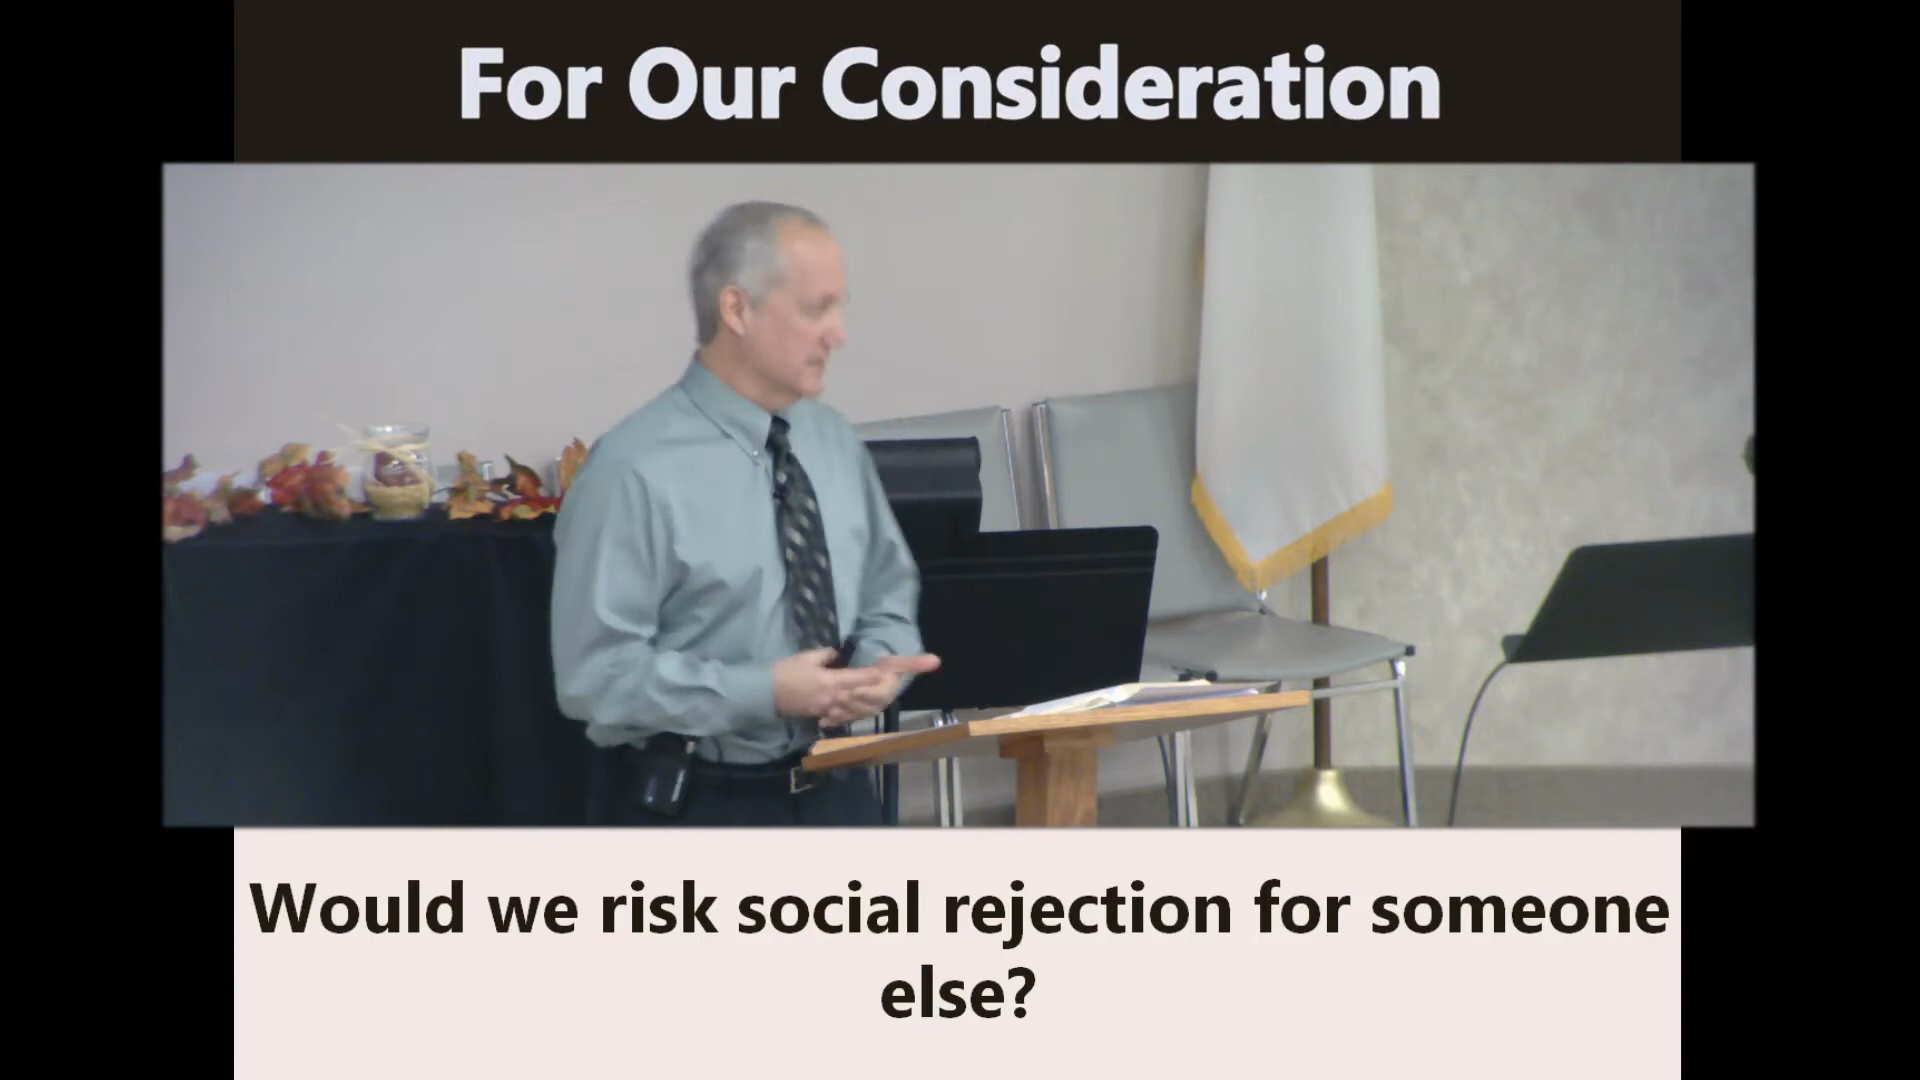 For Our Consideration
Would we risk social rejection for someone
else?